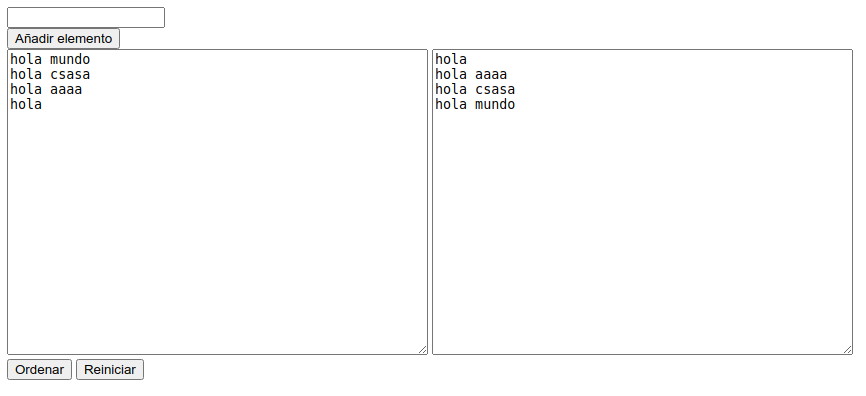 Añadir elemento
hola mundo
hola csasa
hola aaaa
hola
hola
hola aaaa
hola csasa
hola mundo
Ordenar
Reiniciar